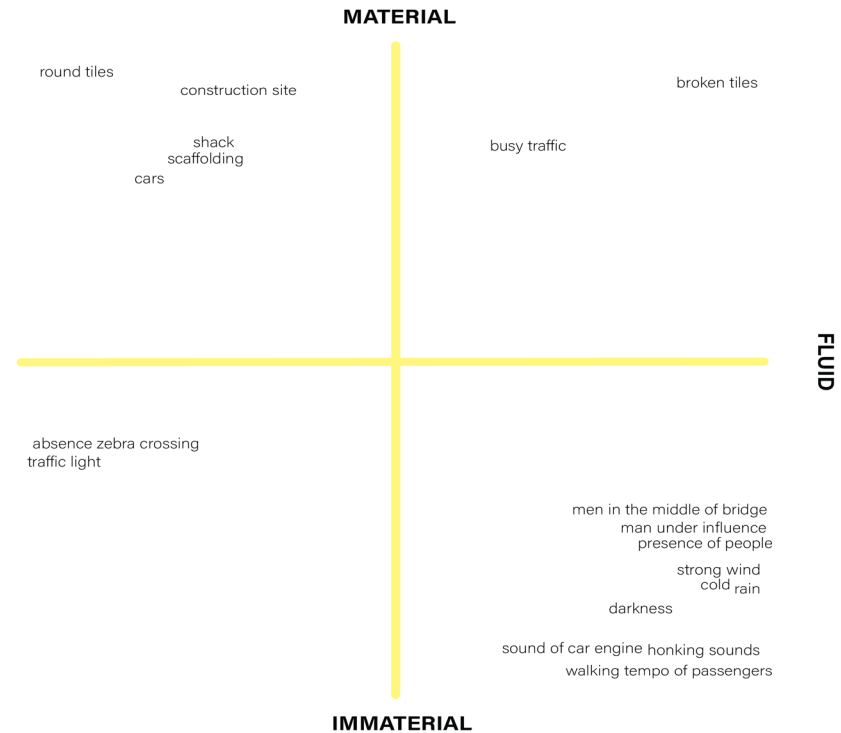 MATERIAL
round tiles
construction site
broken tiles
shack
scaffolding
cars
busy traffic
FLUID
absence zebra crossing
traffic light
men in the middle of bridge
man under influence
presence of people
strong wind
cold rain
darkness
sound of car engine honking sounds
walking tempo of passengers
IMMATERIAL